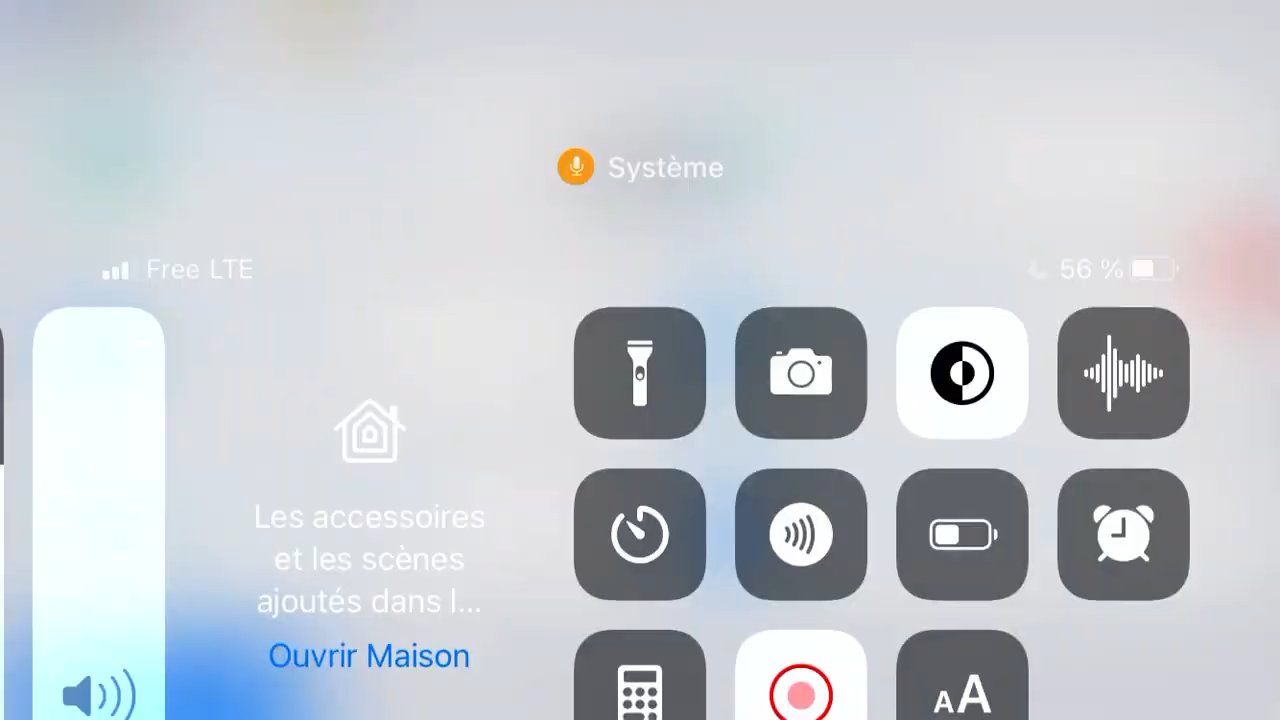 Système
Free LTE
56 %
Les accessoires
et les scènes
ajoutés dans l...
Ouvrir Maison
AA